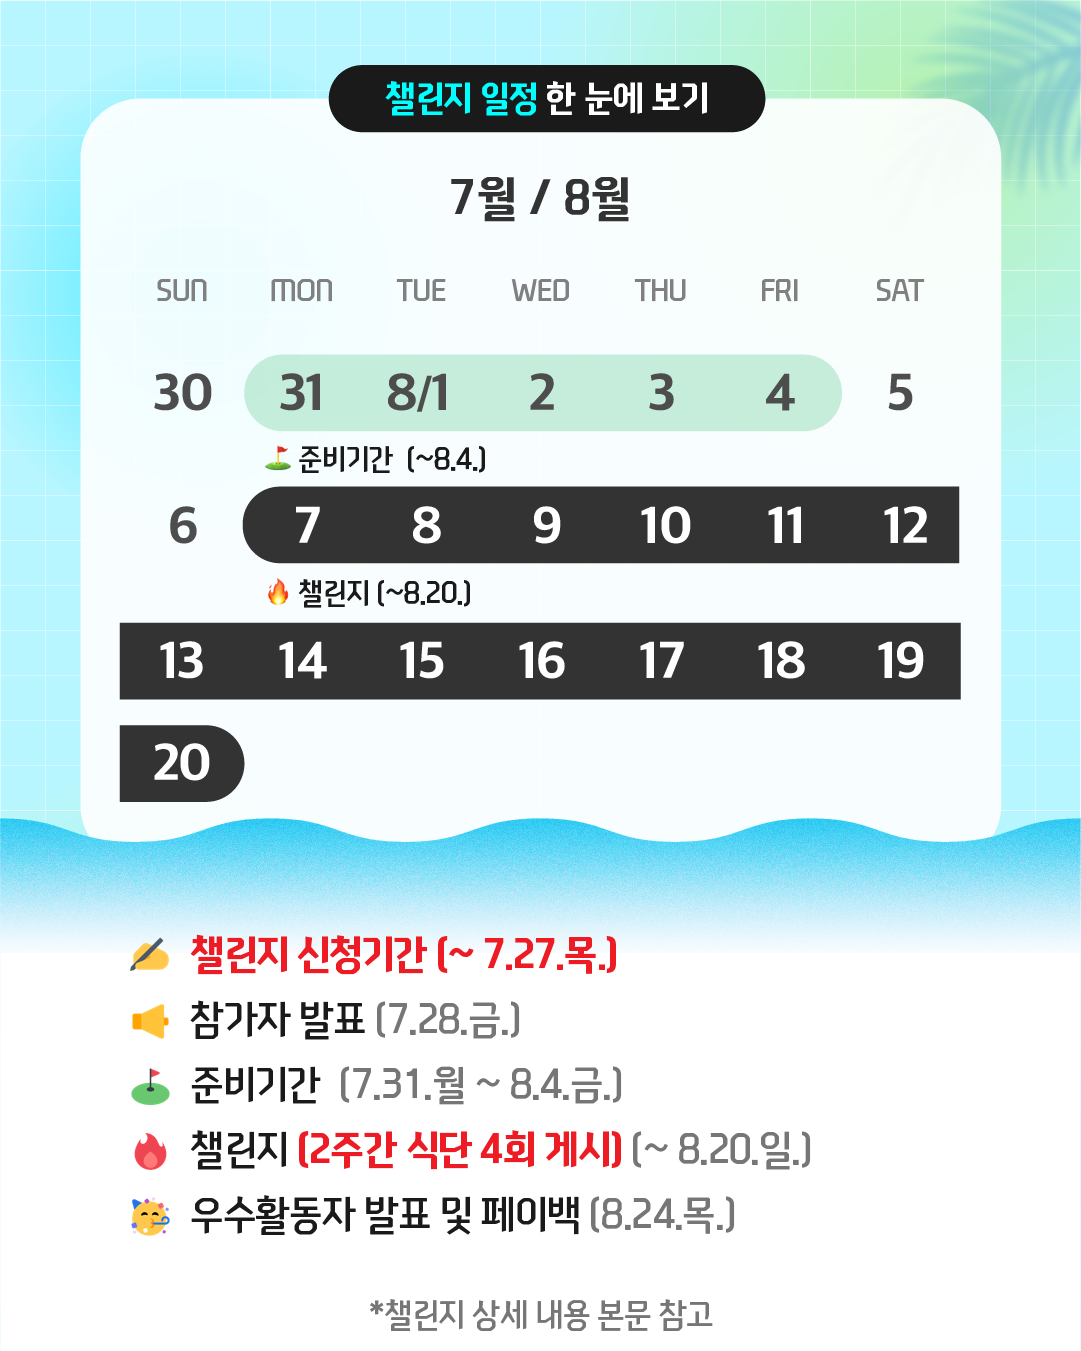 챌린지 일정 한 눈에 보기
7월 / 8월
SUN MON TUE WED THU FRI SAT
30 31 8/1 2 3 4 5
준비기간 (~8.4.)
6 7 8 9 10 11 12
챌린지 (~8.20.)
13 14 15 16 17 18 19
20
챌린지 신청기간 (~ 7.27.목.)
참가자 발표 (7.28.금.)
준비기간 (7.31.월 ~ 8.4.금.)
챌린지 (2주간 식단 4회 게시) (~ 8.20.일.)
우수활동자 발표 및 페이백 (8.24.목.)
*챌린지 상세 내용 본문 참고